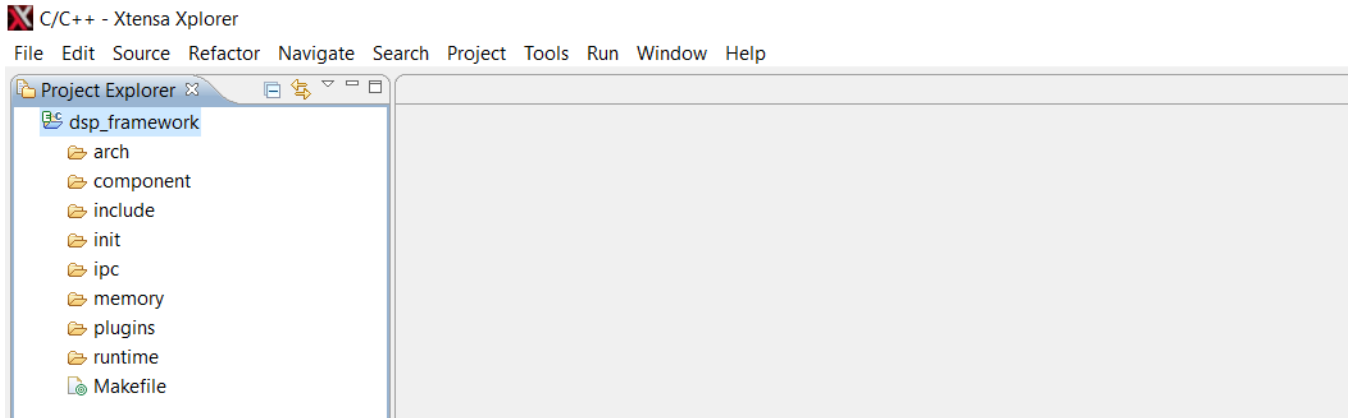 C/C++ - Xtensa Xplorer
File Edit Source Refactor Navigate Search Project Tools Run Window Help
Project Explorer
dsp_framework
arch
component
include
init
ipc
memory
plugins
runtime
Makefile